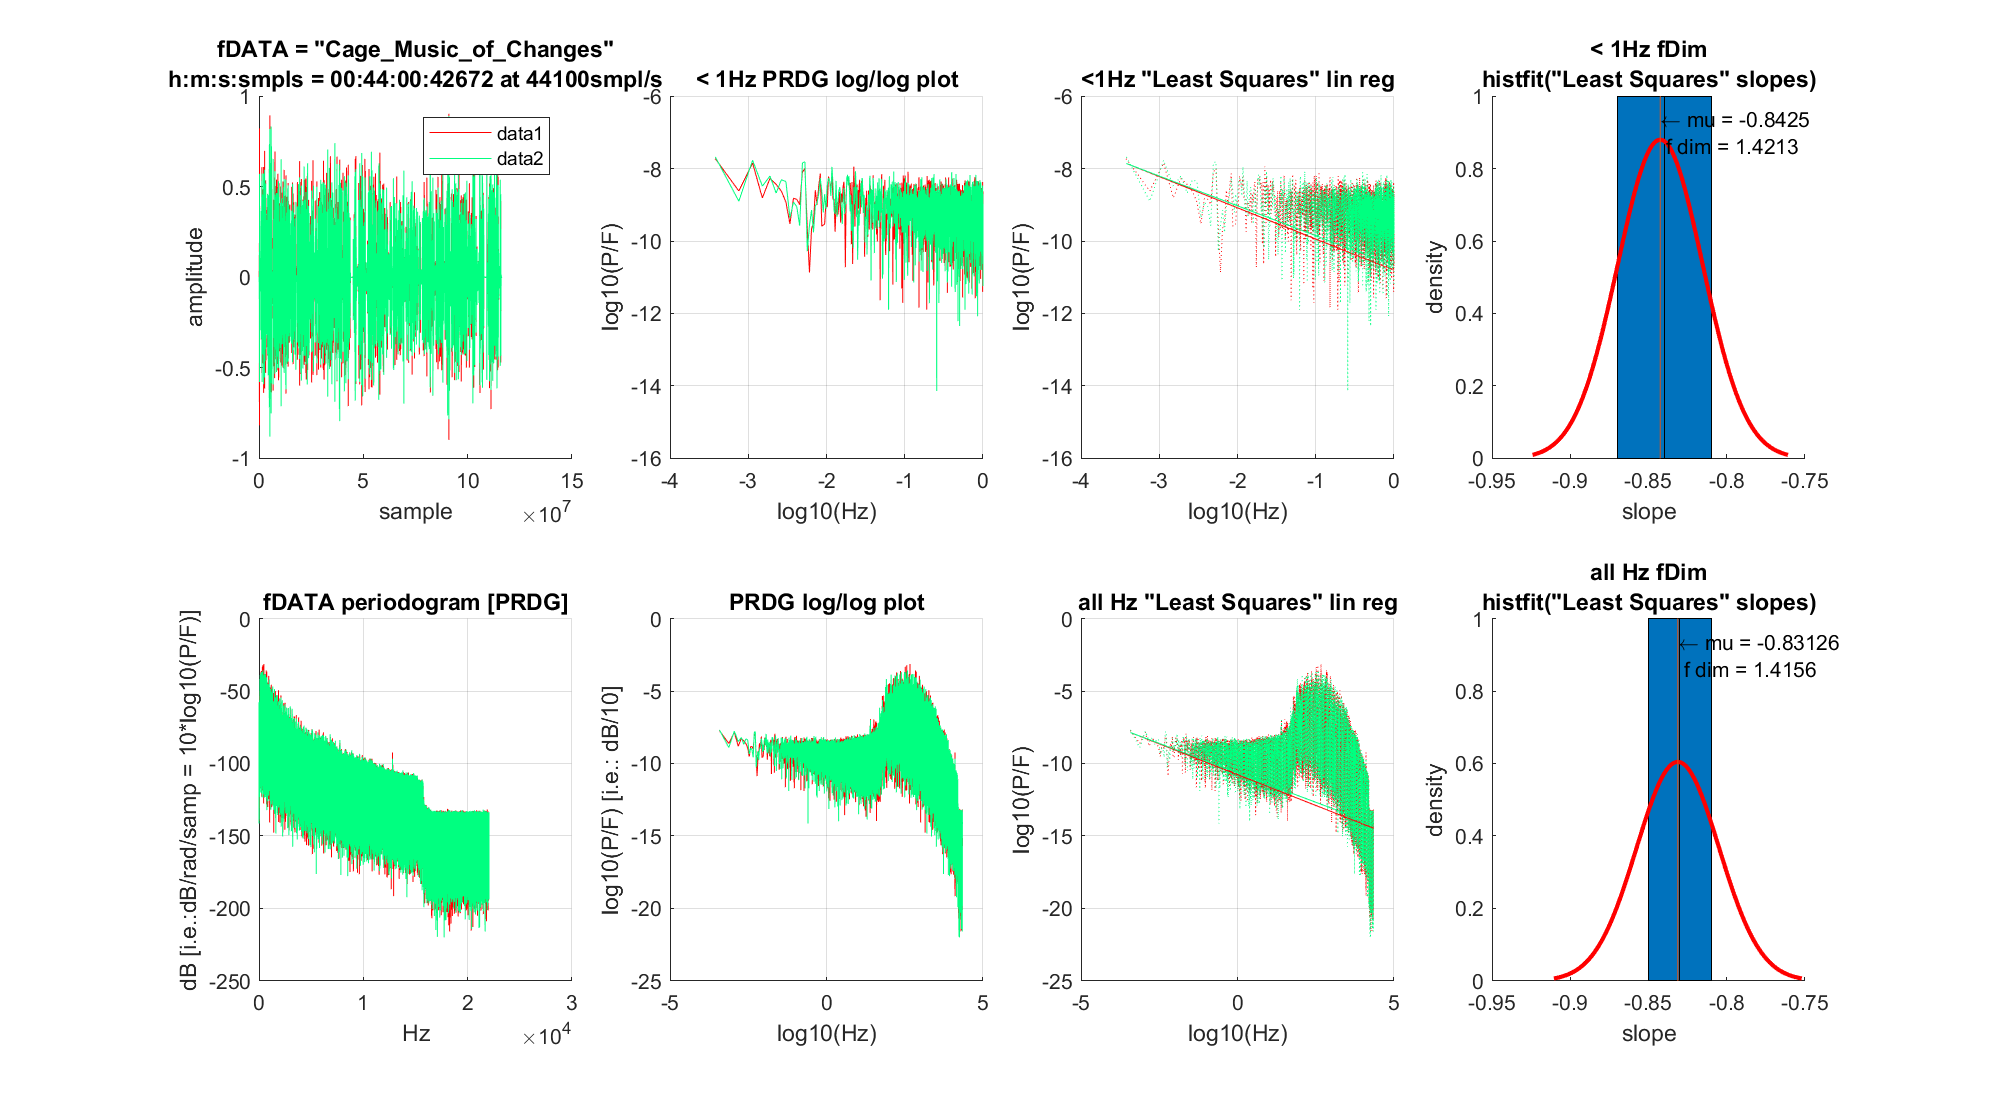 fDATA = "Cage_Music_of_Changes"
h:m:s:smpls = 00:44:00:42672 at 44100smpl/s
1
0.5
0
-0.5
-1
0
5
10
15
×10^7
amplitude
sample
data1
data2
< 1Hz PRDG log/log plot
-6
-8
-10
-12
-14
-16
-4
-3
-2
-1
0
log10(P/F)
log10(Hz)
<1Hz "Least Squares" lin reg
-6
-8
-10
-12
-14
-16
-4
-3
-2
-1
0
log10(P/F)
log10(Hz)
< 1Hz fDim
histfit("Least Squares" slopes)
← mu = -0.8425
f dim = 1.4213
1
0.8
0.6
0.4
0.2
0
-0.95
-0.9
-0.85
-0.8
-0.75
density
slope
fDATA periodogram [PRDG]
0
-50
-100
-150
-200
-250
0
1
2
3
×10^4
dB [i.e.:dB/rad/samp = 10*log10(P/F)]
Hz
PRDG log/log plot
0
-5
-10
-15
-20
-25
-5
0
5
log10(P/F) [i.e.: dB/10]
log10(Hz)
all Hz "Least Squares" lin reg
0
-5
-10
-15
-20
-25
-5
0
5
log10(P/F)
log10(Hz)
all Hz fDim
histfit("Least Squares" slopes)
← mu = -0.83126
f dim = 1.4156
1
0.8
0.6
0.4
0.2
0
-0.95
-0.9
-0.85
-0.8
-0.75
density
slope